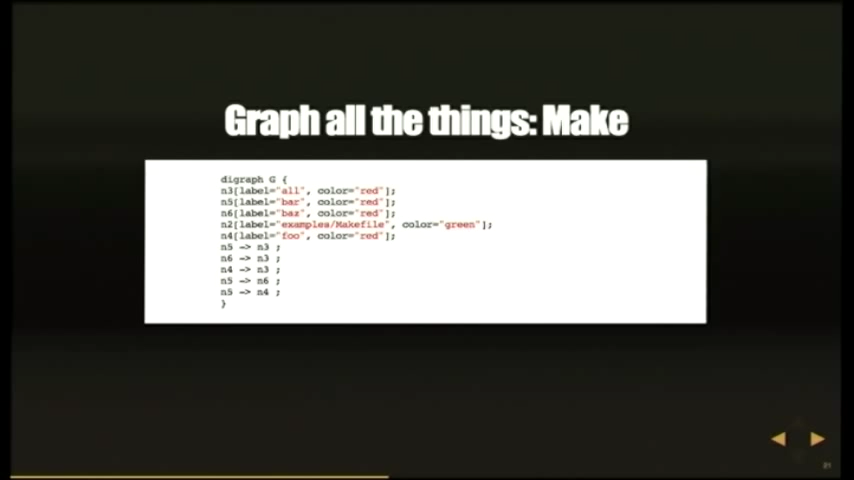 Graph all the things: Make
digraph G {
n3[label="all", color="red"];
n5[label="bar", color="red"];
n6[label="baz", color="red"];
n2[label="examples/Makefile", color="green"];
n4[label="foo", color="red"];
n5 -> n3 ;
n6 -> n3 ;
n4 -> n3 ;
n5 -> n6 ;
n5 -> n4 ;
}
21